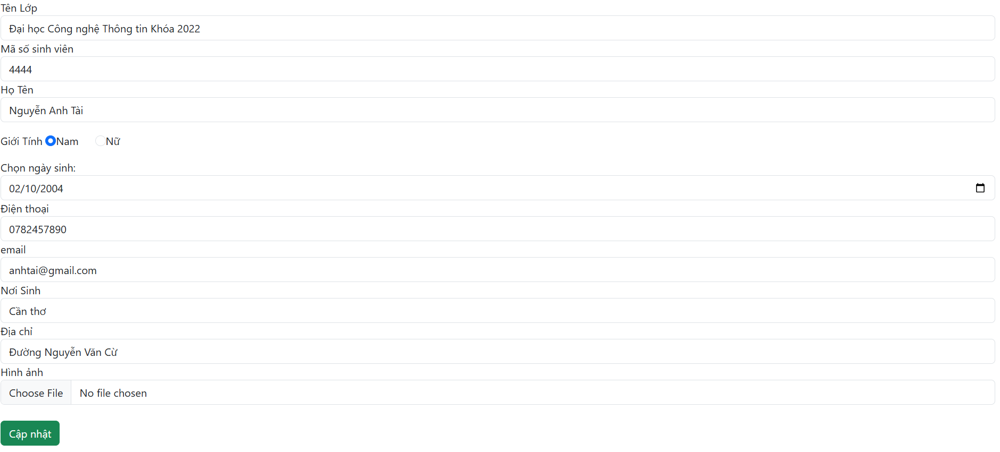 Tên Lớp
Đại học Công nghệ Thông tin Khóa 2022
Mã số sinh viên
4444
Họ Tên
Nguyễn Anh Tài
Giới Tính Nam Nữ
Chọn ngày sinh:
02/10/2004
Điện thoại
0782457890
email
anhtai@gmail.com
Nơi Sinh
Cần thơ
Địa chỉ
Đường Nguyễn Văn Cừ
Hình ảnh
Choose File No file chosen
Cập nhật